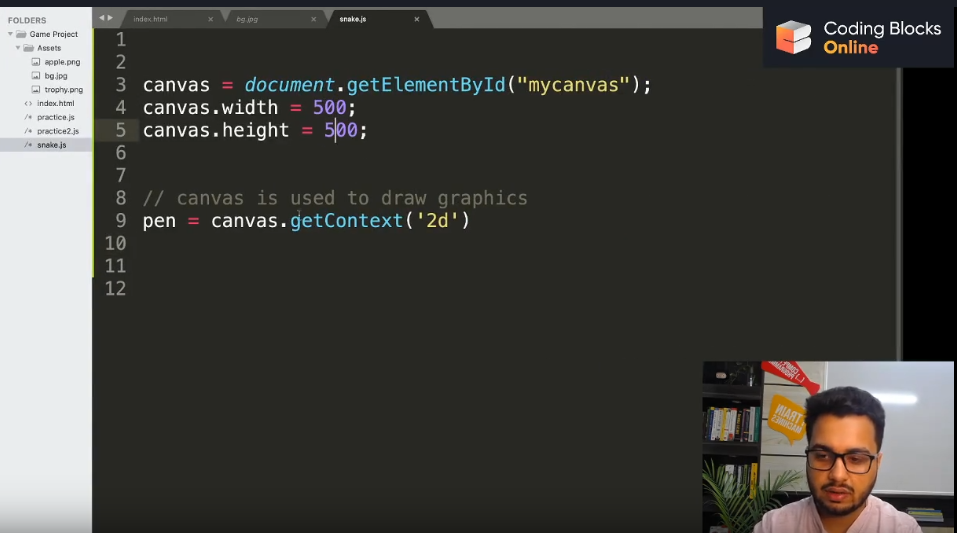 FOLDERS
Game Project
Assets
apple.png
bg.jpg
trophy.png
index.html
practice.js
practice2.js
snake.js
index.html
bg.jpg
snake.js
Coding Blocks
Online
1
2
3 canvas = document.getElementById("mycanvas");
4 canvas.width = 500;
5 canvas.height = 500;
6
7
8 // canvas is used to draw graphics
9 pen = canvas.getContext('2d')
10
11
12
TRAIN
MACHINES